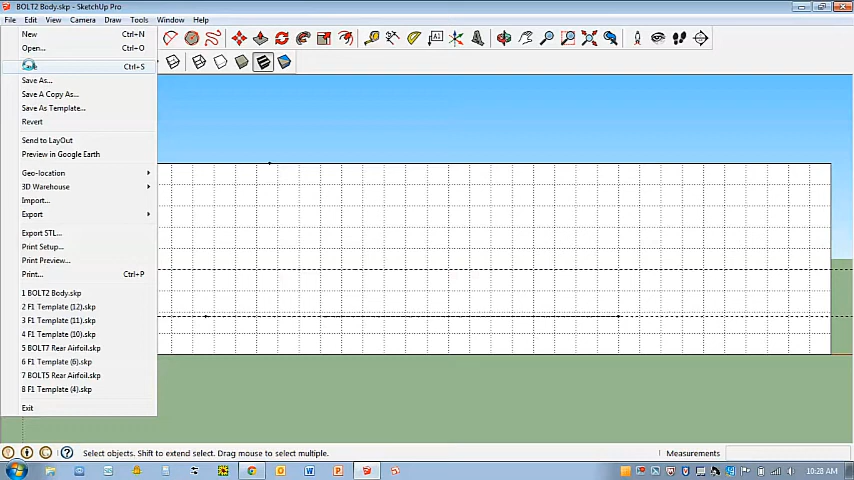 BOLT2 Body.skp - SketchUp Pro
File Edit View Camera Draw Tools Window Help
New Ctrl+N
Open... Ctrl+O
Ctrl+S
Save As...
Save A Copy As...
Save As Template...
Revert
Send to LayOut
Preview in Google Earth
Geo-location
3D Warehouse
Import...
Export
Export STL...
Print Setup...
Print Preview...
Print... Ctrl+P
1 BOLT2 Body.skp
2 F1 Template (12).skp
3 F1 Template (11).skp
4 F1 Template (10).skp
5 BOLT7 Rear Airfoil.skp
6 F1 Template (6).skp
7 BOLT5 Rear Airfoil.skp
8 F1 Template (4).skp
Exit
Select objects. Shift to extend select. Drag mouse to select multiple.
Measurements
10:28 AM